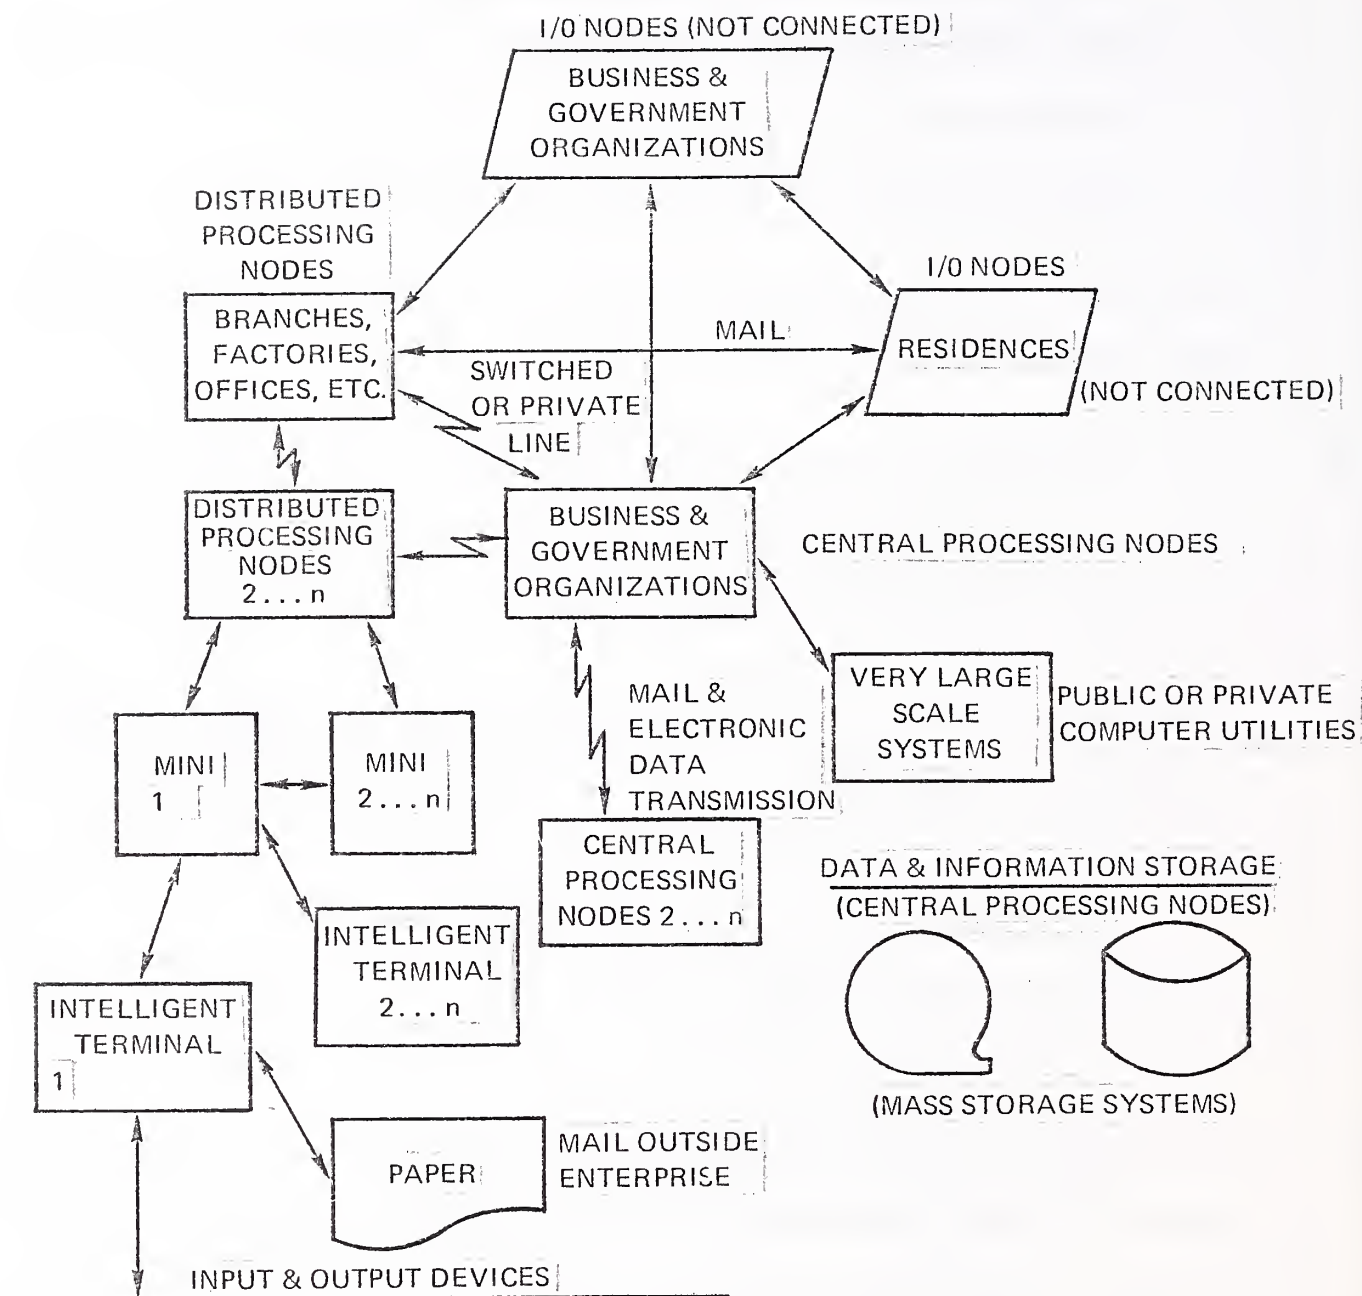 I/O NODES (NOT CONNECTED)
BUSINESS &
GOVERNMENT
ORGANIZATIONS
DISTRIBUTED
PROCESSING
NODES
I/O NODES
BRANCHES,
FACTORIES,
OFFICES, ETC.
MAIL
RESIDENCES
(NOT CONNECTED)
SWITCHED
OR PRIVATE
LINE
DISTRIBUTED
PROCESSING
NODES
2...n
BUSINESS &
GOVERNMENT
ORGANIZATIONS
CENTRAL PROCESSING NODES
VERY LARGE
SCALE
SYSTEMS
PUBLIC OR PRIVATE
COMPUTER UTILITIES
MAIL &
ELECTRONIC
DATA
TRANSMISSION
MINI
1
MINI
2...n
CENTRAL
PROCESSING
NODES 2...n
DATA & INFORMATION STORAGE
(CENTRAL PROCESSING NODES)
INTELLIGENT
TERMINAL
2...n
INTELLIGENT
TERMINAL
1
(MASS STORAGE SYSTEMS)
PAPER
MAIL OUTSIDE
ENTERPRISE
INPUT & OUTPUT DEVICES